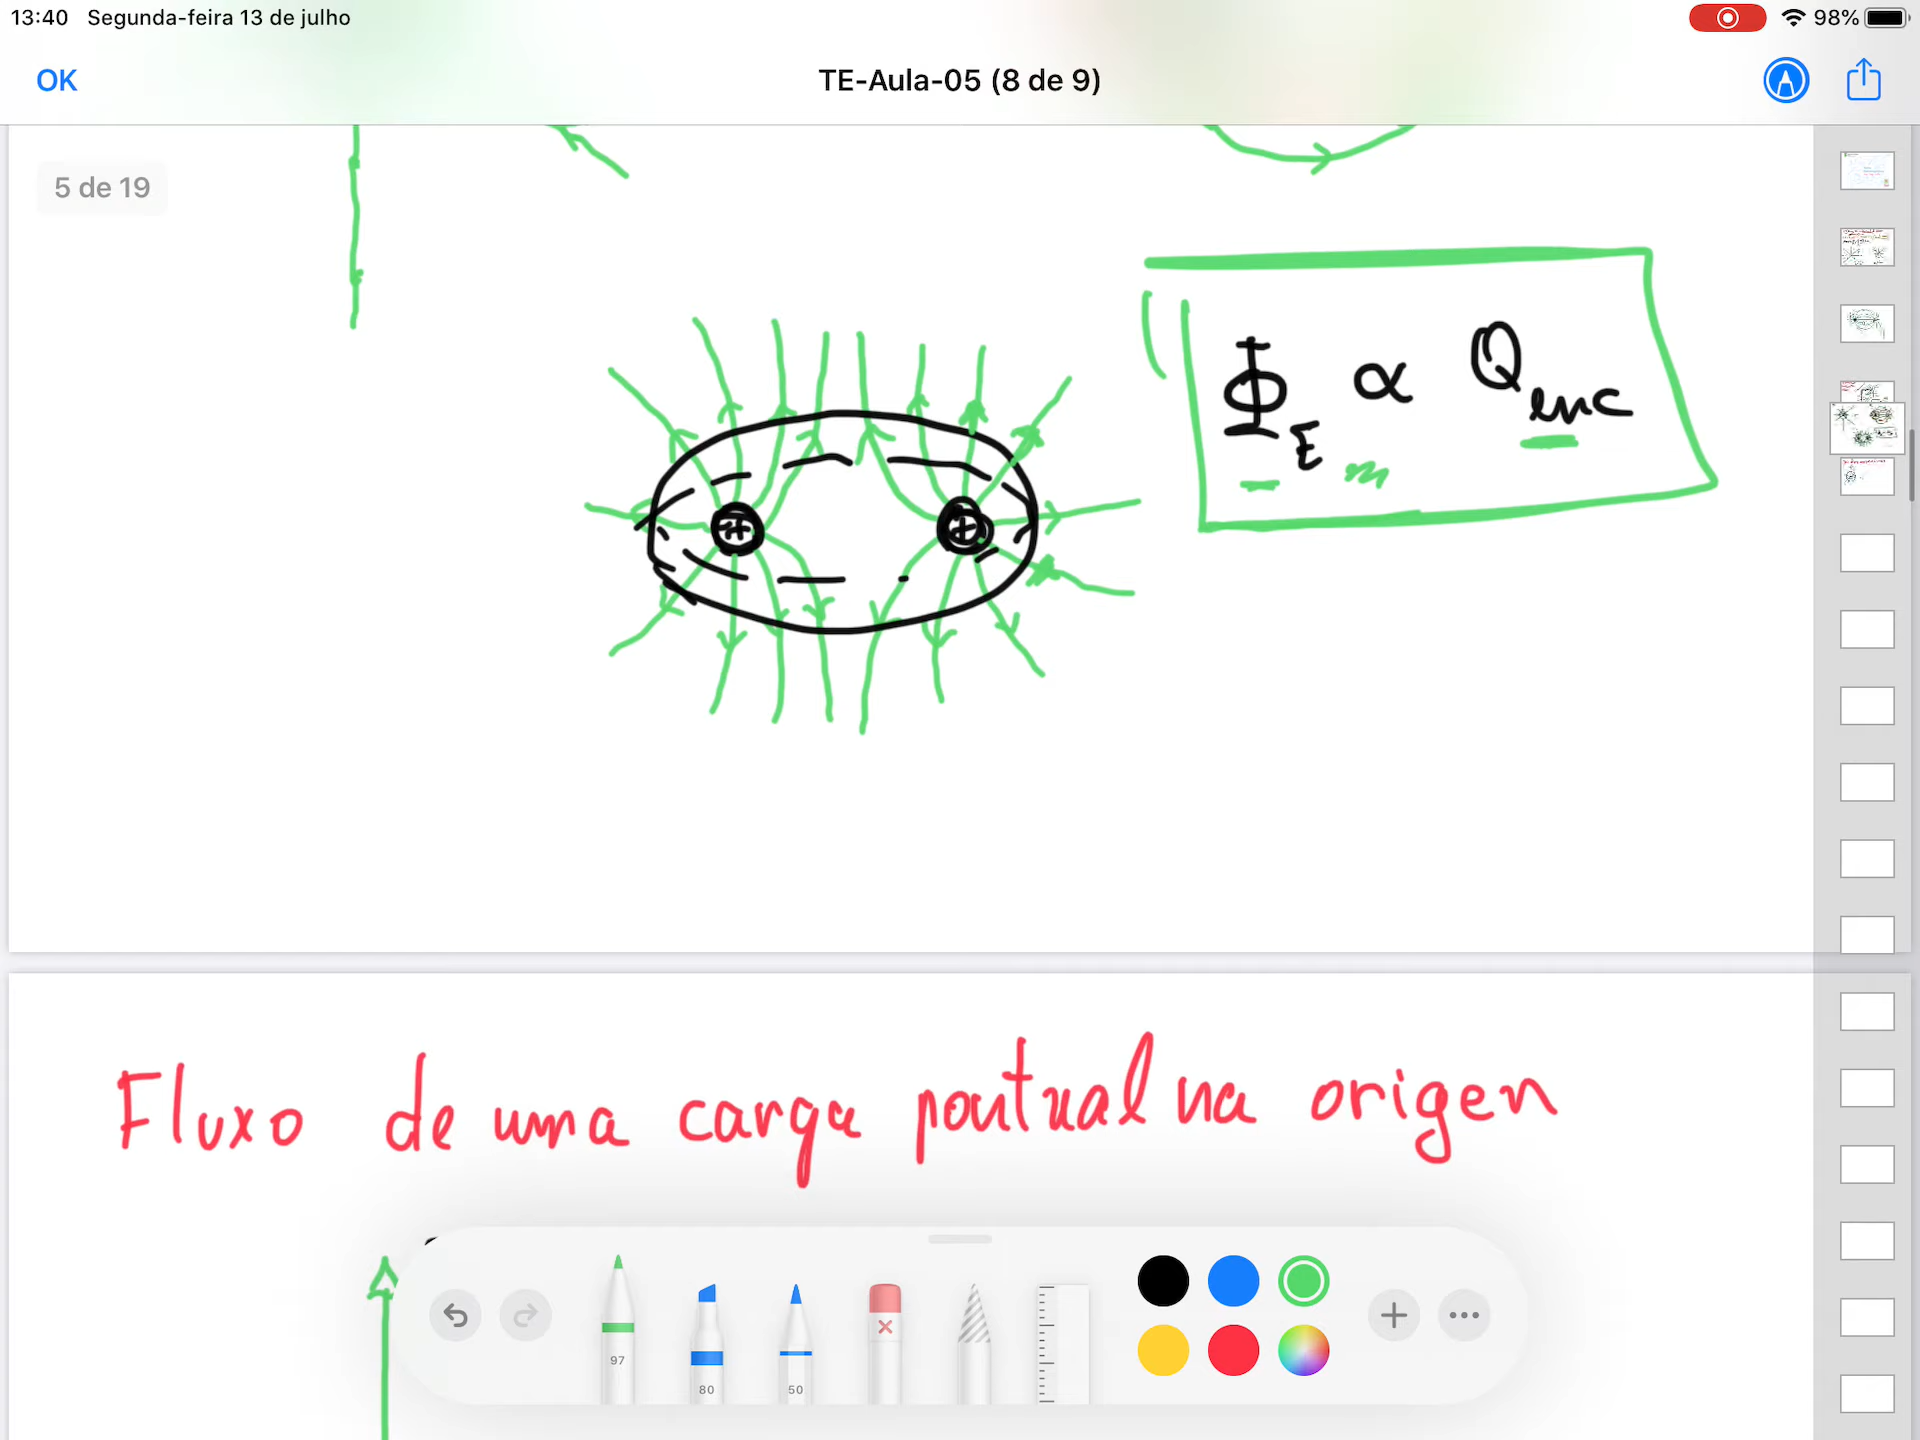 13:40 Segunda-feira 13 de julho
98%
OK
TE-Aula-05 (8 de 9)
5 de 19
Φ_E ∝ Q_enc
+ +
Fluxo de uma carga pontual na origen
97
80
50